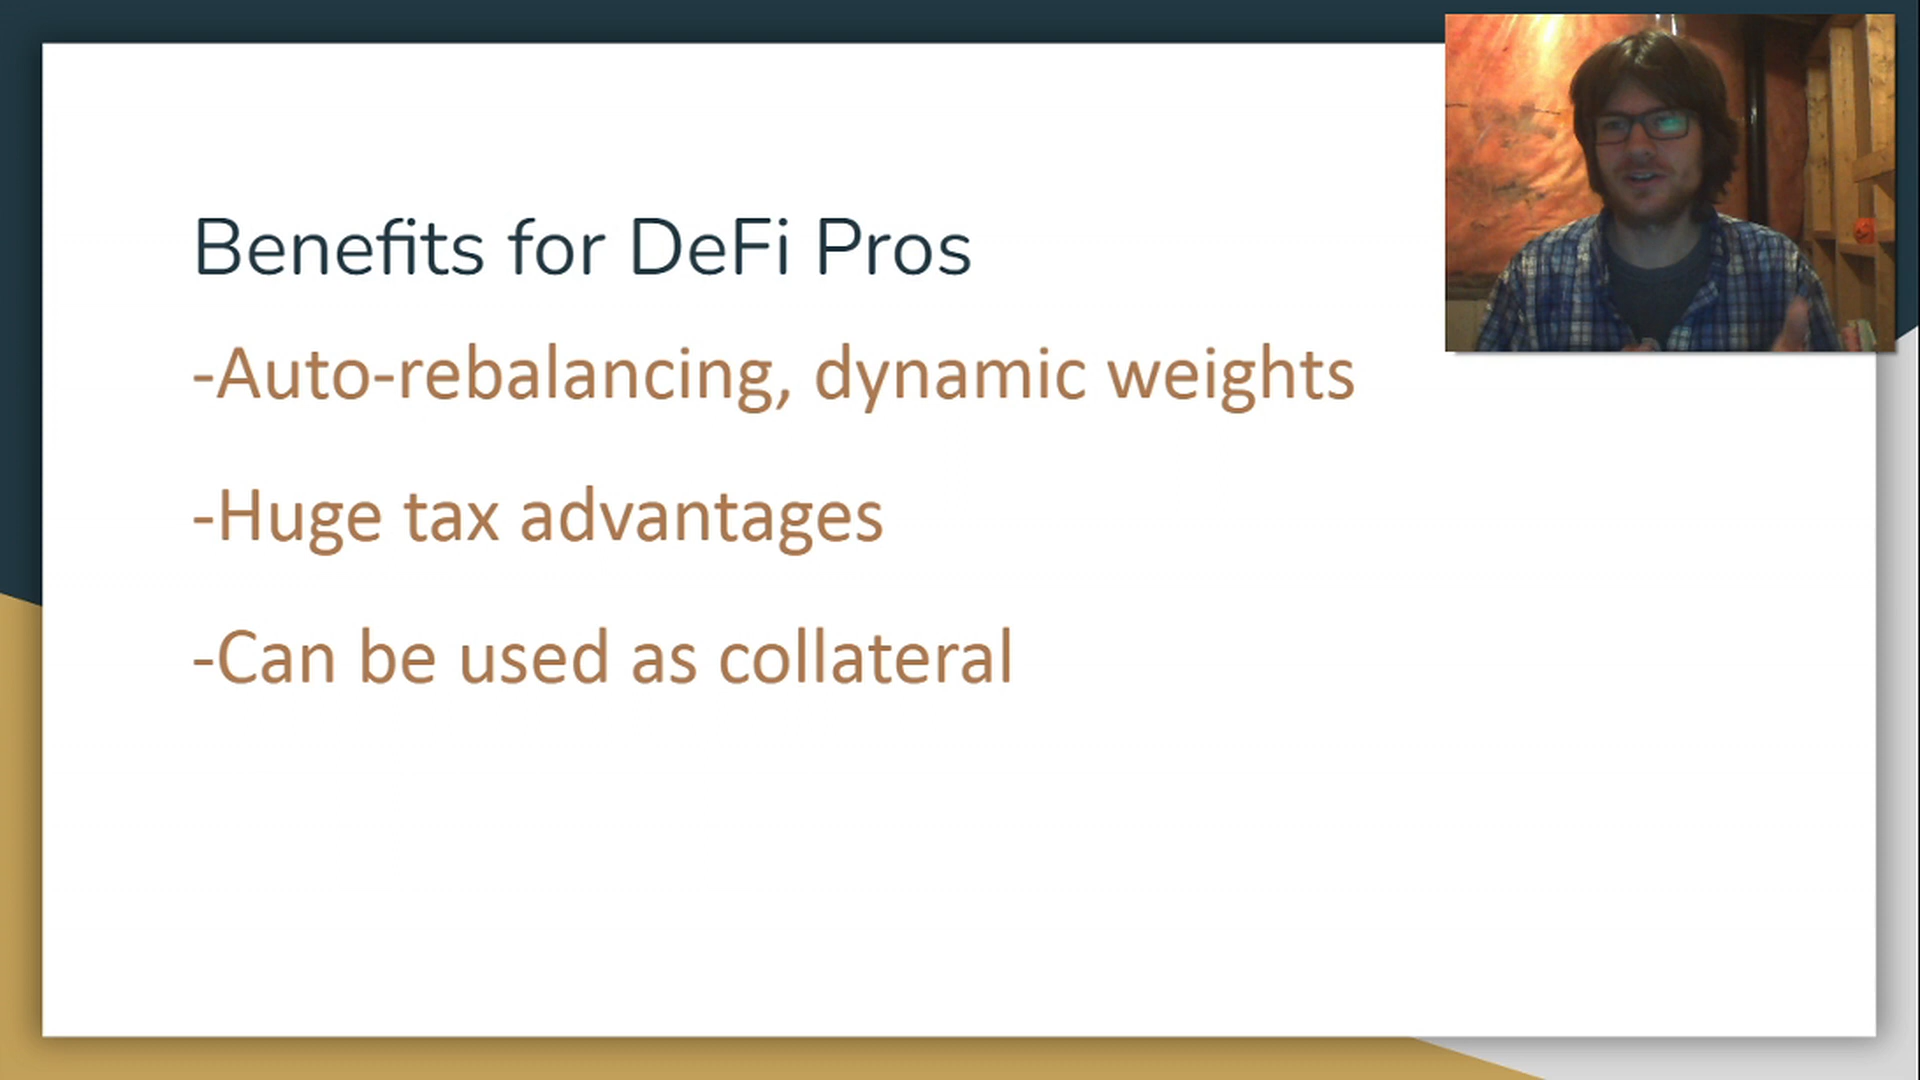 Benefits for DeFi Pros
-Auto-rebalancing, dynamic weights
-Huge tax advantages
-Can be used as collateral